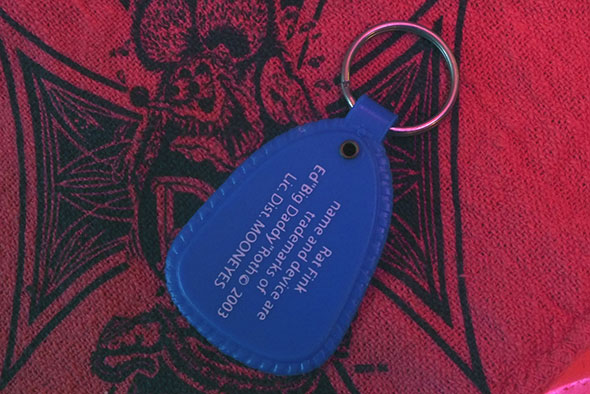 Rat Fink
name and device are
trademarks of
Ed"Big Daddy"Roth© 2003
Lic. Dist. MOONEYES